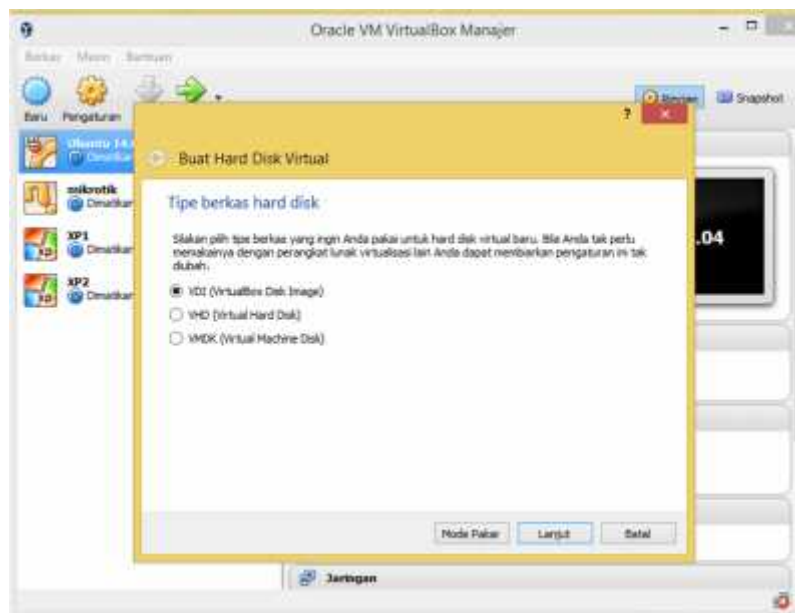 Oracle VM VirtualBox Manajer
Berkas Mesin Bantuan
Baru Pengaturan Snapshot
Ubuntu 14.
mikrotik
Dimatikan
XP1
Dimatikan
XP2
Dimatikan
.04
?
Buat Hard Disk Virtual
Tipe berkas hard disk
Silakan pilih tipe berkas yang ingin Anda pakai untuk hard disk virtual baru. Bila Anda tak perlu
memakainya dengan perangkat lunak virtualisasi lain Anda dapat membiarkan pengaturan ini tak
diubah.
VDI (VirtualBox Disk Image)
VHD (Virtual Hard Disk)
VMDK (Virtual Machine Disk)
Mode Pakar Lanjut Batal
Jaringan